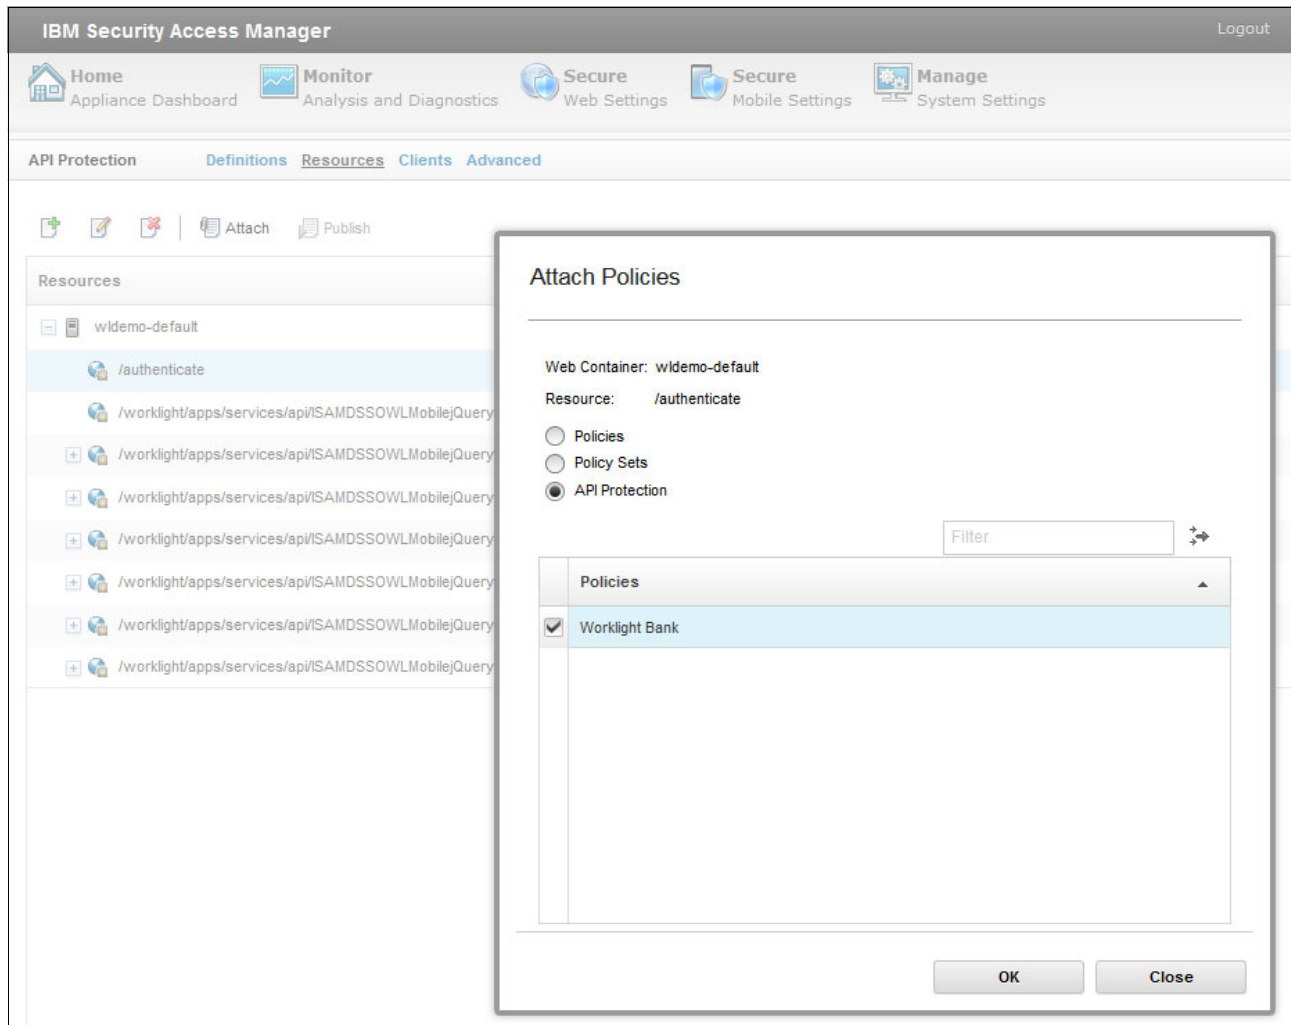 IBM Security Access Manager
Logout
Home
Appliance Dashboard
Monitor
Analysis and Diagnostics
Secure
Web Settings
Secure
Mobile Settings
Manage
System Settings
API Protection Definitions Resources Clients Advanced
Attach Publish
Resources
wldemo-default
/authenticate
/worklight/apps/services/api/ISAMDSSOWLMobilejQuery
/worklight/apps/services/api/ISAMDSSOWLMobilejQuery
/worklight/apps/services/api/ISAMDSSOWLMobilejQuery
/worklight/apps/services/api/ISAMDSSOWLMobilejQuery
/worklight/apps/services/api/ISAMDSSOWLMobilejQuery
/worklight/apps/services/api/ISAMDSSOWLMobilejQuery
/worklight/apps/services/api/ISAMDSSOWLMobilejQuery
Attach Policies
Web Container: wldemo-default
Resource: /authenticate
Policies
Policy Sets
API Protection
Filter
Policies
Worklight Bank
OK Close